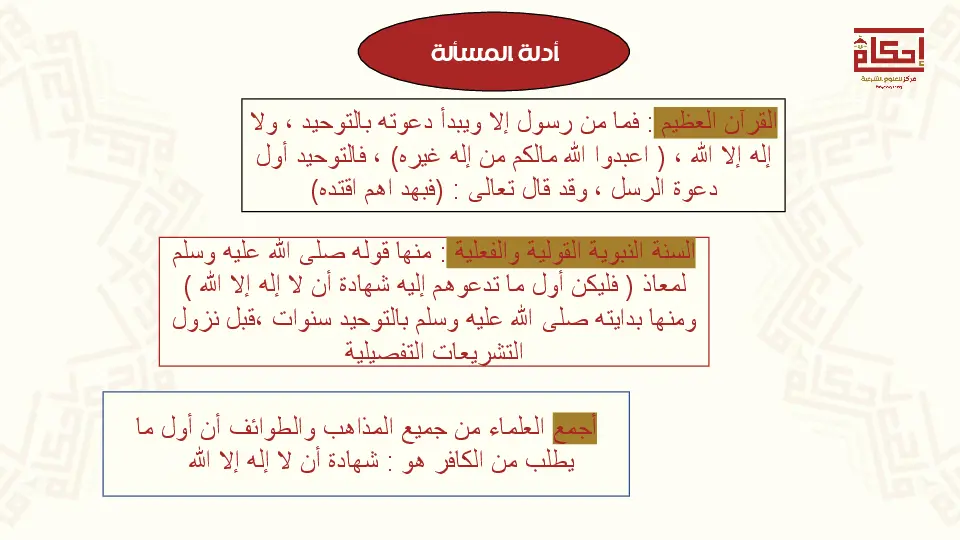 أدلة المسألة
إحكام
مركز للعلوم الشرعية
القرآن العظيم : فما من رسول إلا ويبدأ دعوته بالتوحيد ، ولا
إله إلا الله ، ( اعبدوا الله مالكم من إله غيره) ، فالتوحيد أول
دعوة الرسل ، وقد قال تعالى : (فبهد اهم اقتده)
السنة النبوية القولية والفعلية : منها قوله صلى الله عليه وسلم
لمعاذ ( فليكن أول ما تدعوهم إليه شهادة أن لا إله إلا الله )
ومنها بدايته صلى الله عليه وسلم بالتوحيد سنوات ،قبل نزول
التشريعات التفصيلية
أجمع العلماء من جميع المذاهب والطوائف أن أول ما
يطلب من الكافر هو : شهادة أن لا إله إلا الله